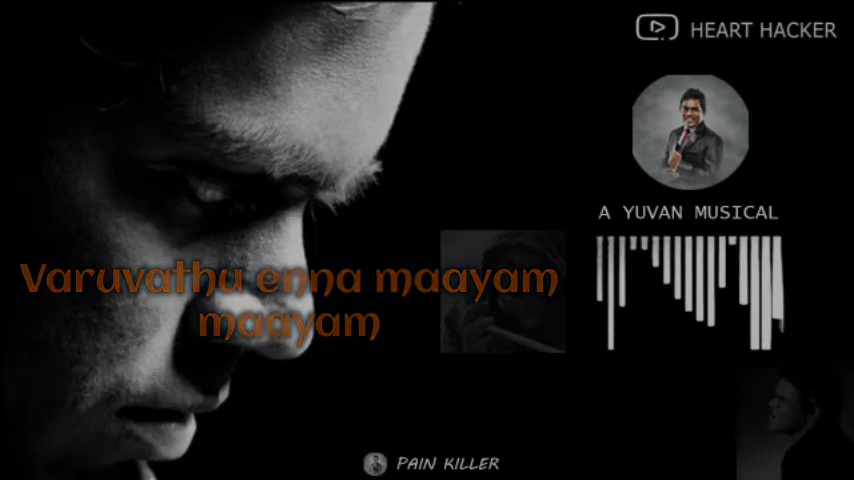 HEART HACKER
A YUVAN MUSICAL
Varuvathu enna maayam
maayam
PAIN KILLER